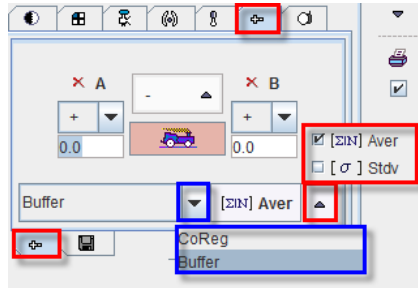 × A - × B
+ +
0.0 0.0
[ΣIN] Aver
[ σ ] Stdv
Buffer [ΣIN] Aver
CoReg
Buffer